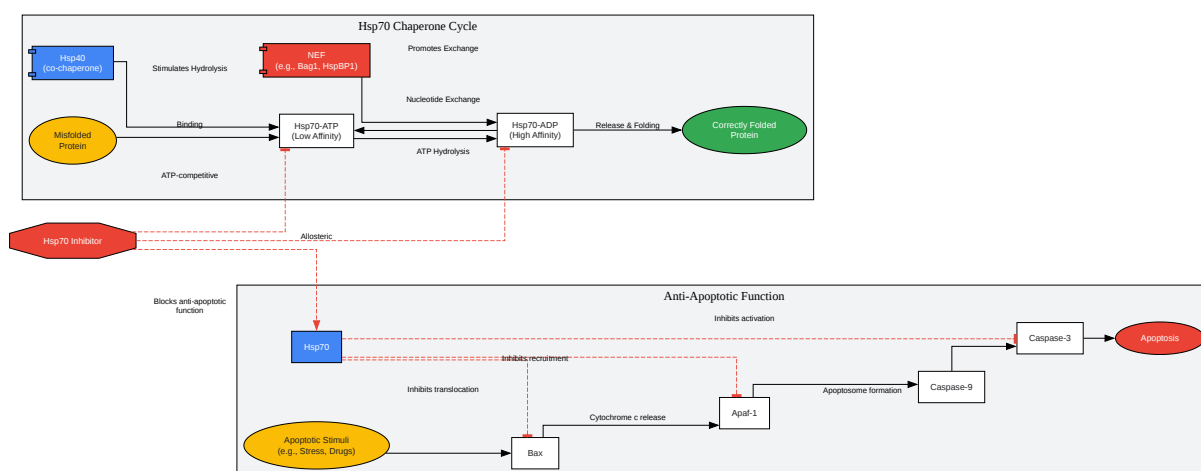 Hsp70 Chaperone Cycle
Hsp40
(co-chaperone)
Stimulates Hydrolysis
NEF
(e.g., Bag1, HspBP1)
Promotes Exchange
Nucleotide Exchange
Misfolded
Protein
Binding
Hsp70-ATP
(Low Affinity)
Hsp70-ADP
(High Affinity)
ATP Hydrolysis
Release & Folding
Correctly Folded
Protein
ATP-competitive
Hsp70 Inhibitor
Allosteric
Blocks anti-apoptotic
function
Anti-Apoptotic Function
Inhibits activation
Hsp70
Inhibits recruitment
Inhibits translocation
Caspase-3
Apoptosis
Caspase-9
Apoptosome formation
Apaf-1
Cytochrome c release
Apoptotic Stimuli
(e.g., Stress, Drugs)
Bax